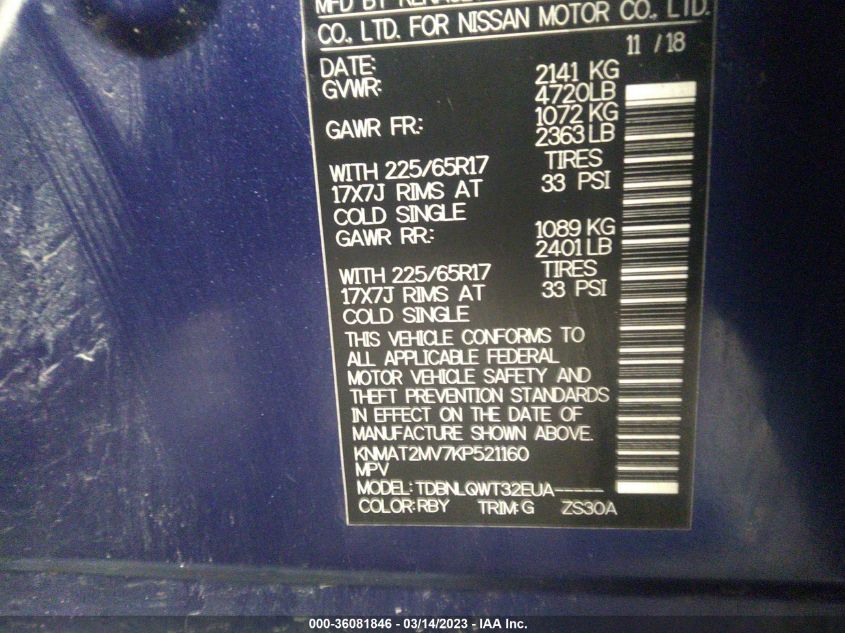 MFD BY
CO., LTD. FOR NISSAN MOTOR CO., LTD.
DATE: 11 / 18
GVWR: 2141 KG
4720LB
GAWR FR.: 1072 KG
2363 LB
WITH 225/65R17 TIRES
17X7J RIMS AT 33 PSI
COLD SINGLE
GAWR RR.: 1089 KG
2401 LB
WITH 225/65R17 TIRES
17X7J RIMS AT 33 PSI
COLD SINGLE
THIS VEHICLE CONFORMS TO
ALL APPLICABLE FEDERAL
MOTOR VEHICLE SAFETY AND
THEFT PREVENTION STANDARDS
IN EFFECT ON THE DATE OF
MANUFACTURE SHOWN ABOVE.
KNMAT2MV7KP521160
MPV
MODEL: TDBNLQWT32EUA-----
COLOR:RBY TRIM:G ZS30A
000-36081846 - 03/14/2023 - IAA Inc.